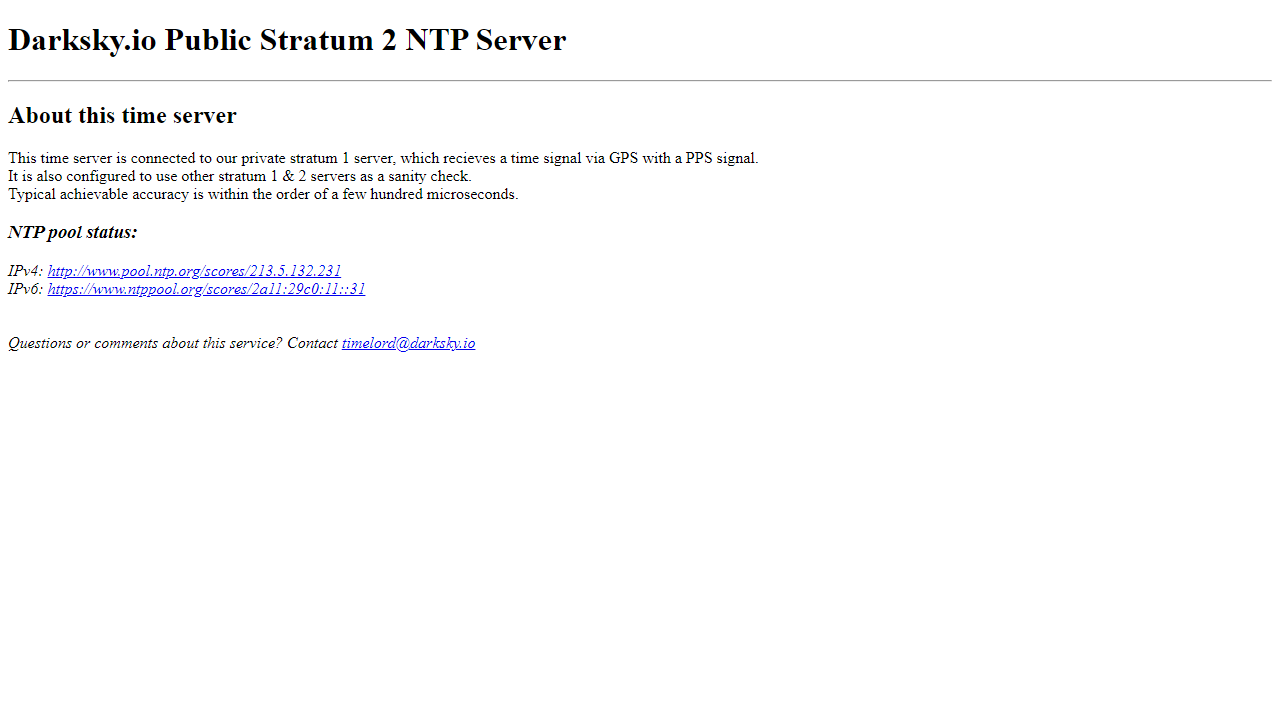 Darksky.io Public Stratum 2 NTP Server
About this time server
This time server is connected to our private stratum 1 server, which recieves a time signal via GPS with a PPS signal.
It is also configured to use other stratum 1 & 2 servers as a sanity check.
Typical achievable accuracy is within the order of a few hundred microseconds.
NTP pool status:
IPv4: http://www.pool.ntp.org/scores/213.5.132.231
IPv6: https://www.ntppool.org/scores/2a11:29c0:11::31
Questions or comments about this service? Contact timelord@darksky.io